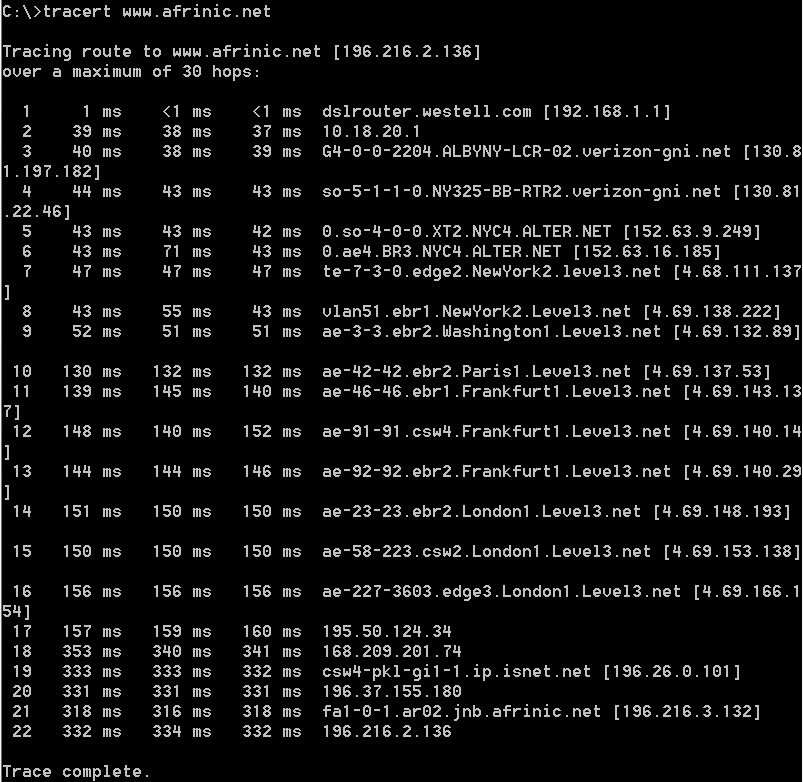 C:\>tracert www.afrinic.net
Tracing route to www.afrinic.net [196.216.2.136]
over a maximum of 30 hops:
1 1 ms <1 ms <1 ms dslrouter.westell.com [192.168.1.1]
2 39 ms 38 ms 37 ms 10.18.20.1
3 40 ms 38 ms 39 ms G4-0-0-2204.ALBYNY-LCR-02.verizon-gni.net [130.8
1.197.182]
4 44 ms 43 ms 43 ms so-5-1-1-0.NY325-BB-RTR2.verizon-gni.net [130.81
.22.46]
5 43 ms 43 ms 42 ms 0.so-4-0-0.XT2.NYC4.ALTER.NET [152.63.9.249]
6 43 ms 71 ms 43 ms 0.ae4.BR3.NYC4.ALTER.NET [152.63.16.185]
7 47 ms 47 ms 47 ms te-7-3-0.edge2.NewYork2.level3.net [4.68.111.137
]
8 43 ms 55 ms 43 ms vlan51.ebr1.NewYork2.Level3.net [4.69.138.222]
9 52 ms 51 ms 51 ms ae-3-3.ebr2.Washington1.Level3.net [4.69.132.89]
10 130 ms 132 ms 132 ms ae-42-42.ebr2.Paris1.Level3.net [4.69.137.53]
11 139 ms 145 ms 140 ms ae-46-46.ebr1.Frankfurt1.Level3.net [4.69.143.13
7]
12 148 ms 140 ms 152 ms ae-91-91.csw4.Frankfurt1.Level3.net [4.69.140.14
]
13 144 ms 144 ms 146 ms ae-92-92.ebr2.Frankfurt1.Level3.net [4.69.140.29
]
14 151 ms 150 ms 150 ms ae-23-23.ebr2.London1.Level3.net [4.69.148.193]
15 150 ms 150 ms 150 ms ae-58-223.csw2.London1.Level3.net [4.69.153.138]
16 156 ms 156 ms 156 ms ae-227-3603.edge3.London1.Level3.net [4.69.166.1
54]
17 157 ms 159 ms 160 ms 195.50.124.34
18 353 ms 340 ms 341 ms 168.209.201.74
19 333 ms 333 ms 332 ms csw4-pkl-gi1-1.ip.isnet.net [196.26.0.101]
20 331 ms 331 ms 331 ms 196.37.155.180
21 318 ms 316 ms 318 ms fa1-0-1.ar02.jnb.afrinic.net [196.216.3.132]
22 332 ms 334 ms 332 ms 196.216.2.136
Trace complete.